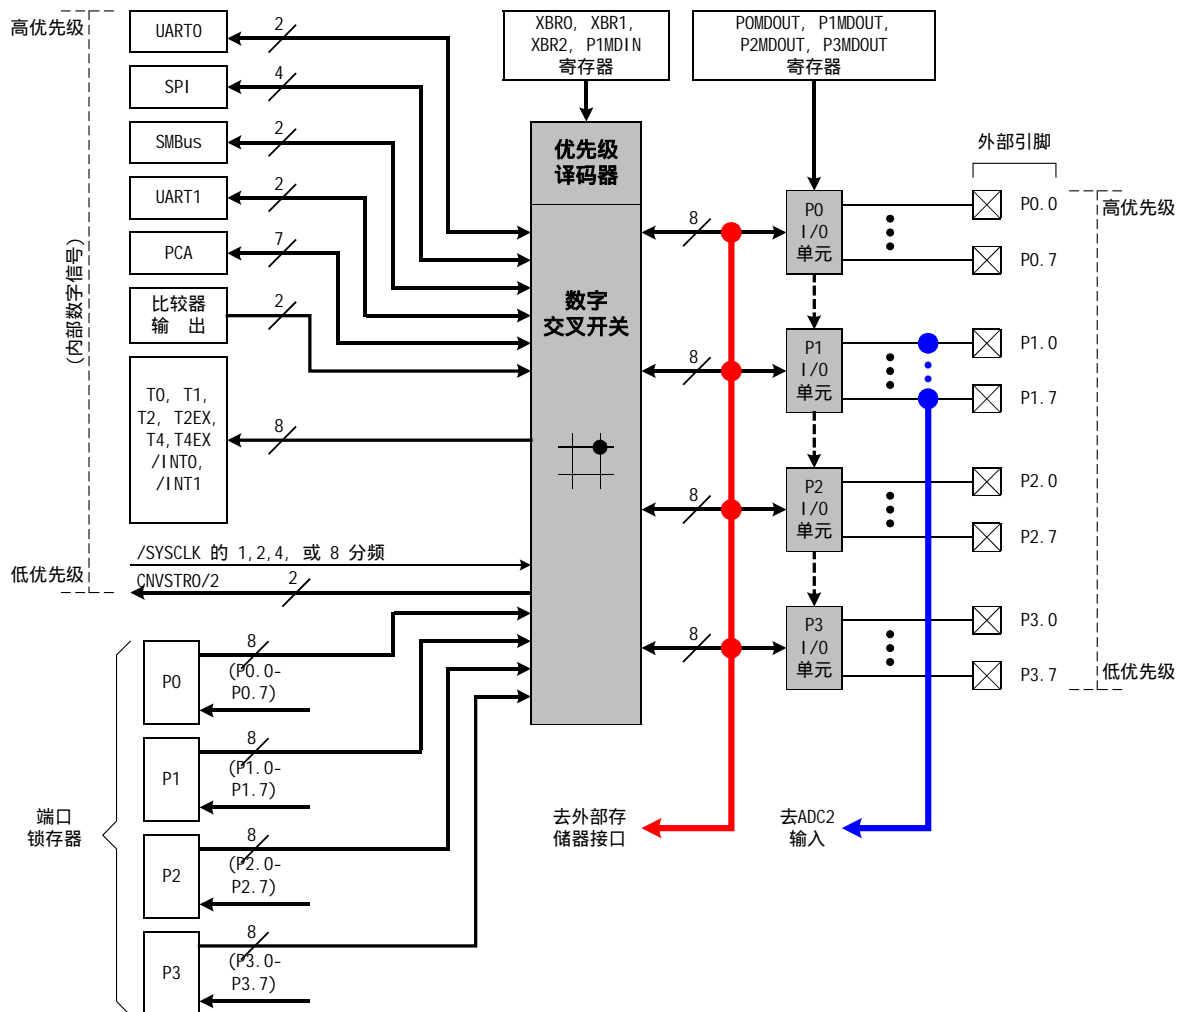 高优先级
UART0
2
SPI
4
SMBus
2
UART1
2
PCA
7
比较器
输 出
2
T0, T1,
T2, T2EX,
T4,T4EX
/INT0,
/INT1
8
(内部数字信号)
/SYSCLK 的 1,2,4, 或 8 分频
低优先级
CNVSTR0/2
2
XBR0, XBR1,
XBR2, P1MDIN
寄存器
P0MDOUT, P1MDOUT,
P2MDOUT, P3MDOUT
寄存器
优先级
译码器
数字
交叉开关
8
8
8
8
P0
I/O
单元
P1
I/O
单元
P2
I/O
单元
P3
I/O
单元
外部引脚
P0.0
P0.7
P1.0
P1.7
P2.0
P2.7
P3.0
P3.7
高优先级
低优先级
端口
锁存器
P0
8
(P0.0-
P0.7)
P1
8
(P1.0-
P1.7)
P2
8
(P2.0-
P2.7)
P3
8
(P3.0-
P3.7)
去外部存
储器接口
去ADC2
输入